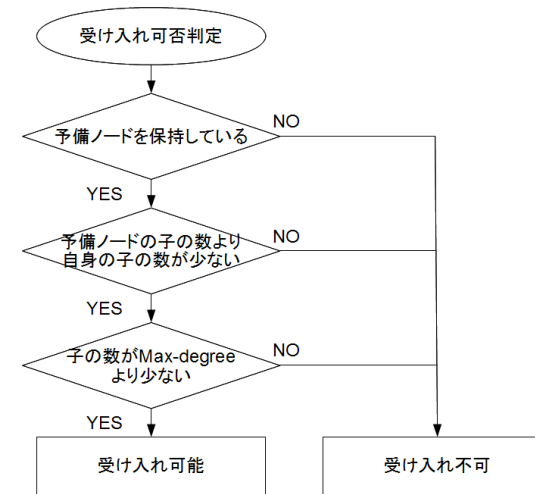 受け入れ可否判定
予備ノードを保持している
NO
YES
予備ノードの子の数より
自身の子の数が少ない
NO
YES
子の数がMax-degree
より少ない
NO
YES
受け入れ可能
受け入れ不可